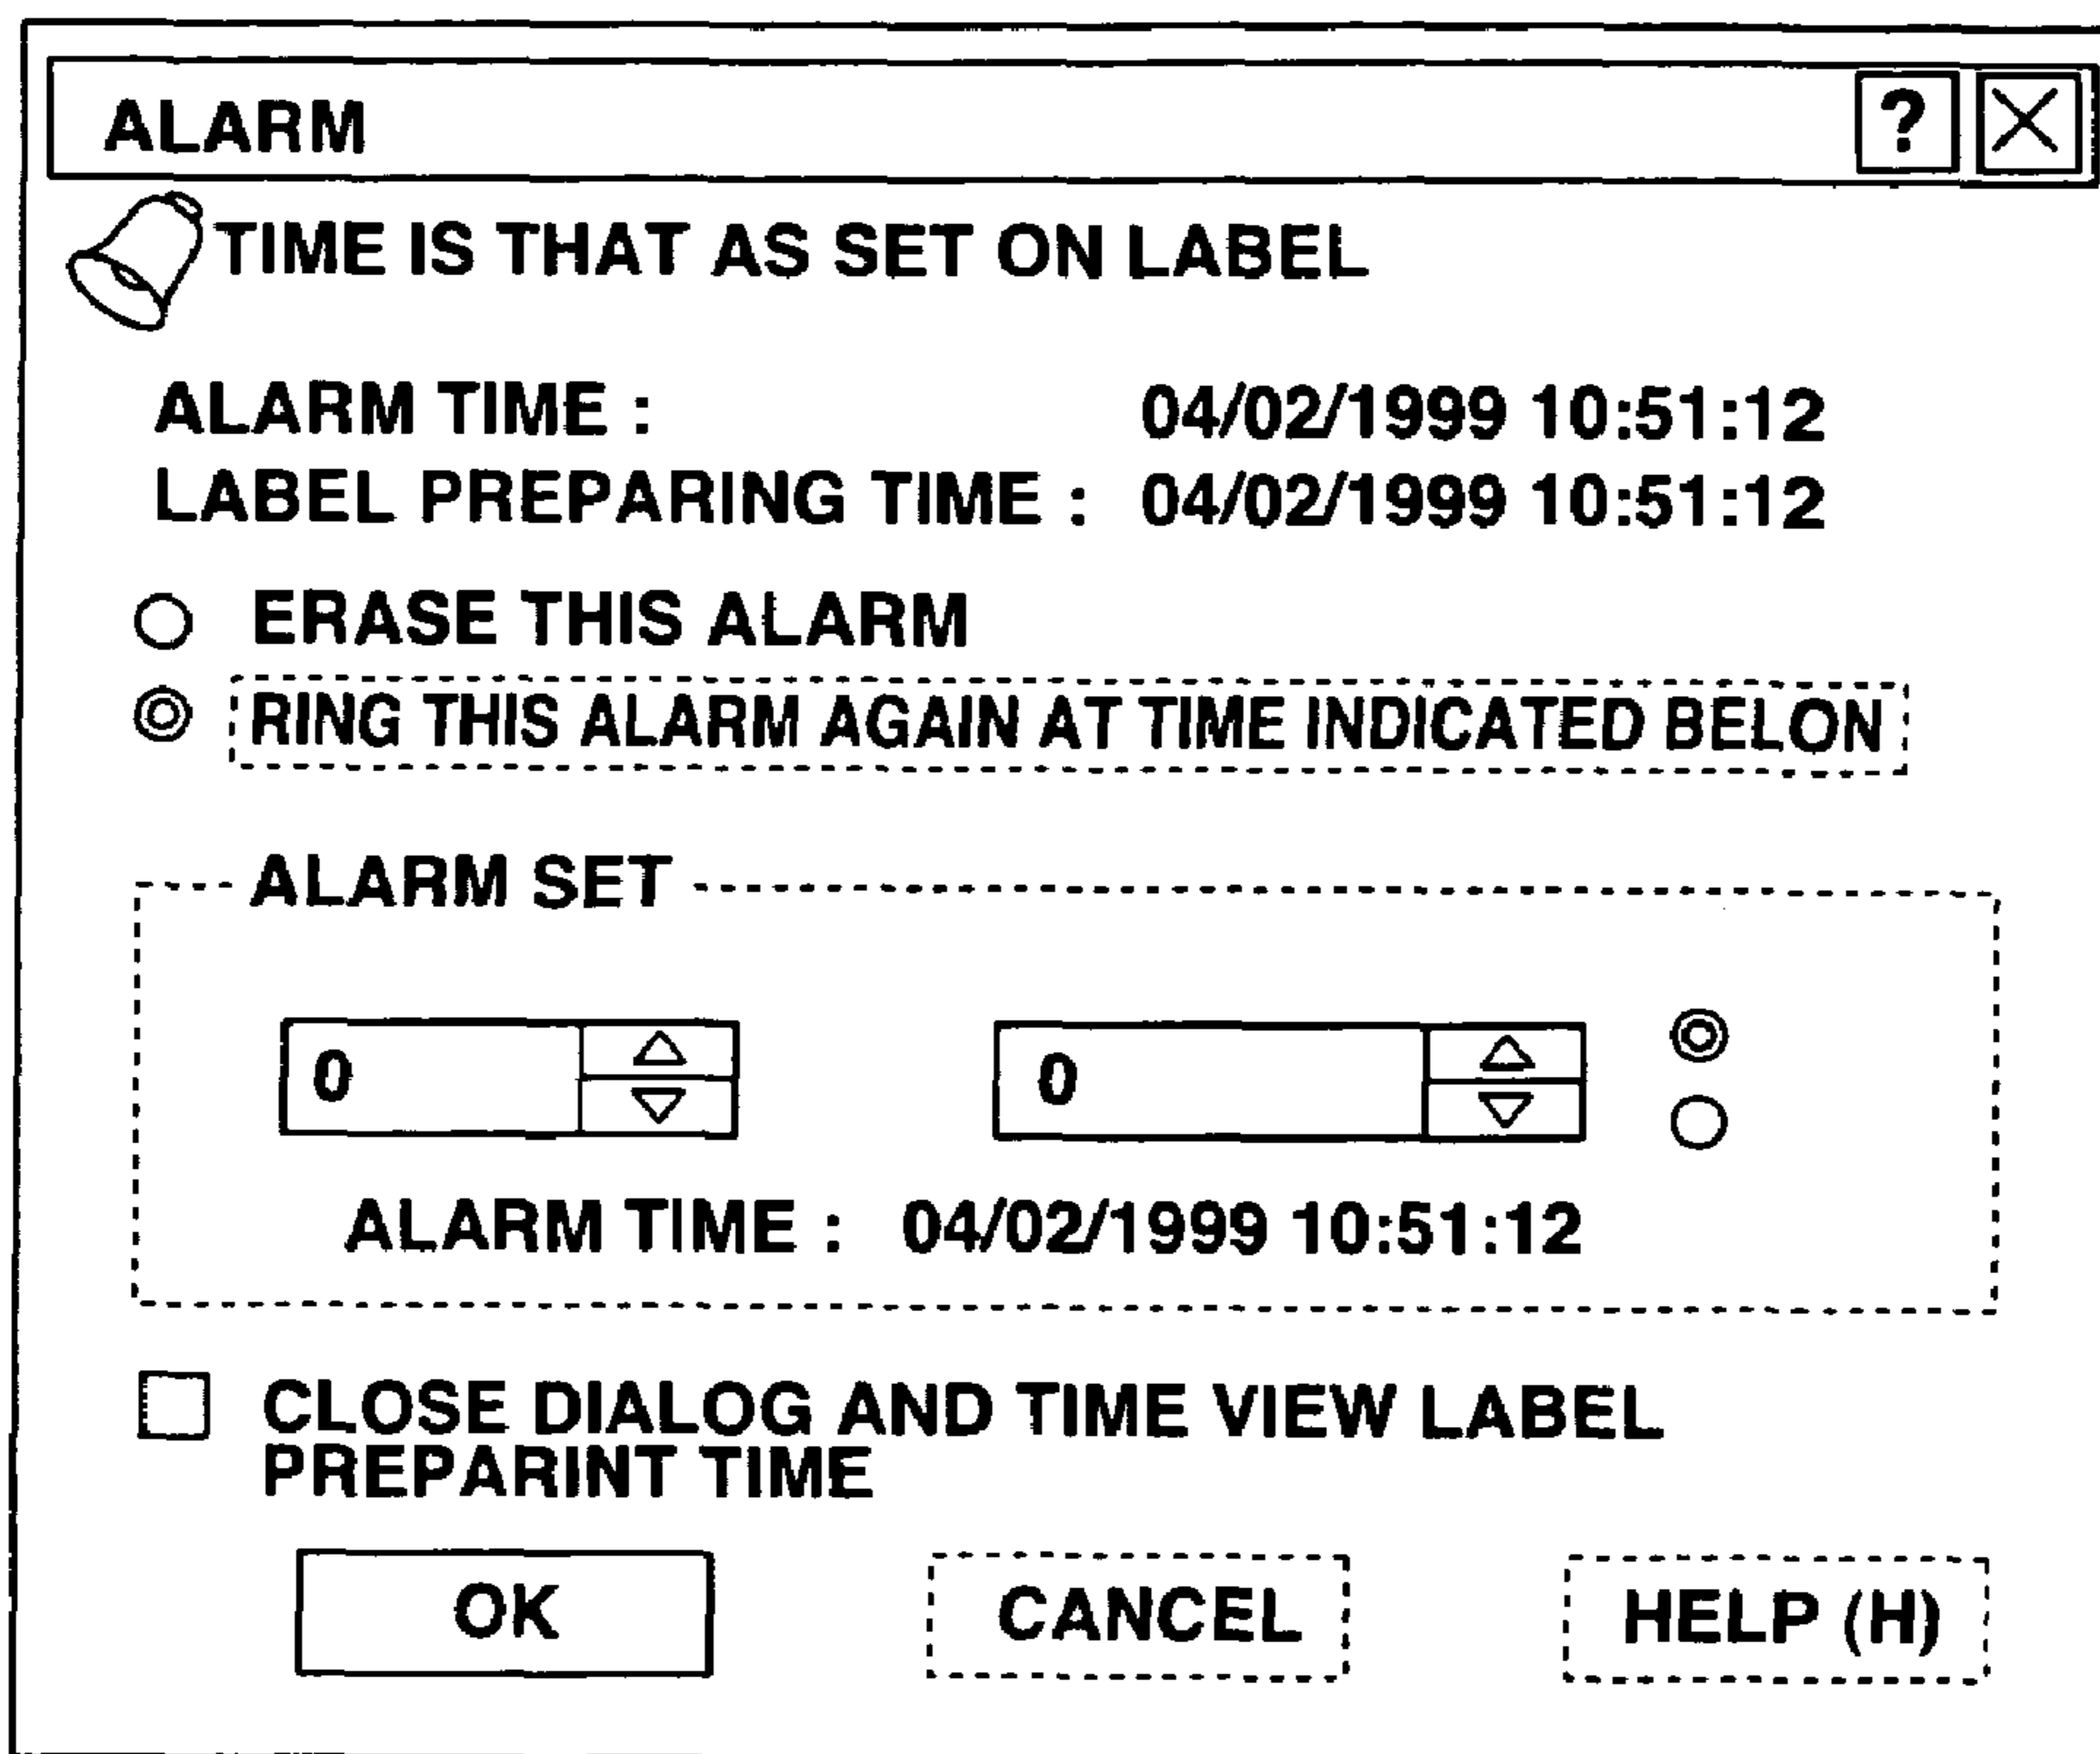 ALARM ?
TIME IS THAT AS SET ON LABEL
ALARM TIME : 04/02/1999 10:51:12
LABEL PREPARING TIME : 04/02/1999 10:51:12
ERASE THIS ALARM
RING THIS ALARM AGAIN AT TIME INDICATED BELON
ALARM SET
0 0
ALARM TIME : 04/02/1999 10:51:12
CLOSE DIALOG AND TIME VIEW LABEL
PREPARINT TIME
OK CANCEL HELP (H)